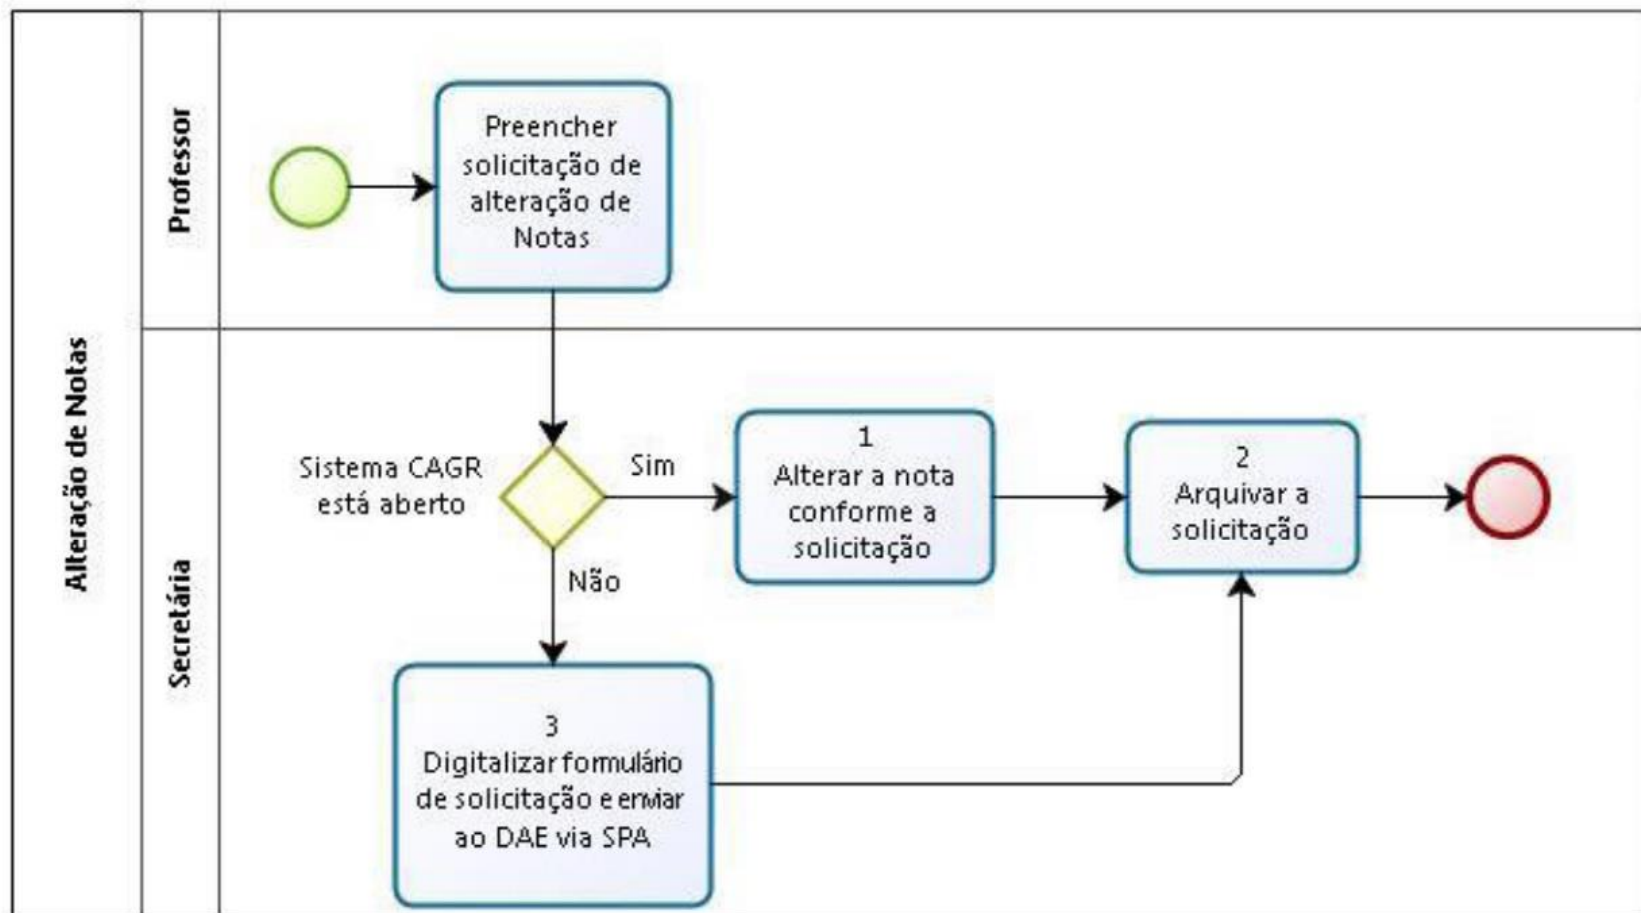 Alteração de Notas
Professor
Preencher
solicitação de
alteração de
Notas
Secretária
Sistema CAGR
está aberto
Sim
Não
1
Alterar a nota
conforme a
solicitação
2
Arquivar a
solicitação
3
Digitalizar formulário
de solicitação e enviar
ao DAE via SPA